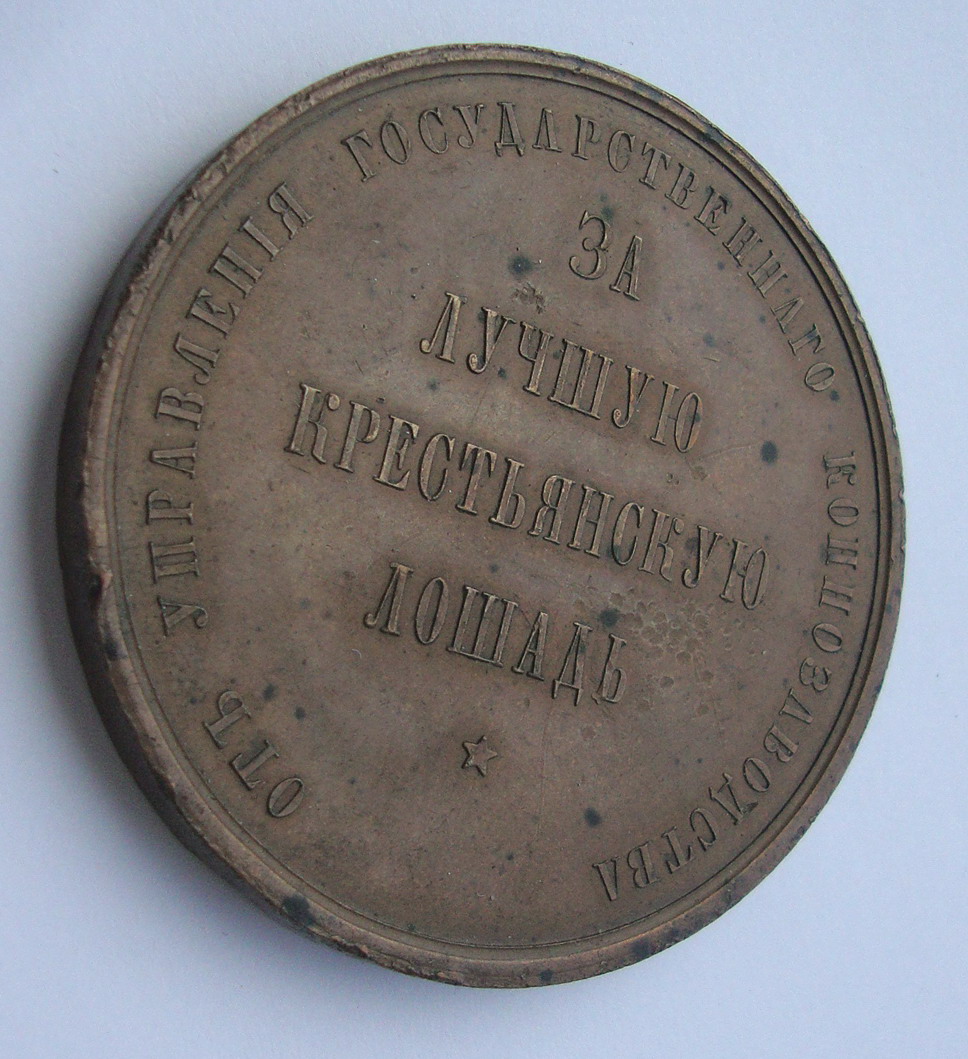 ОТЪ УПРАВЛЕНІЯ ГОСУДАРСТВЕННАГО КОННОЗАВОДСТВА
ЗА
ЛУЧШУЮ
КРЕСТЬЯНСКУЮ
ЛОШАДЬ